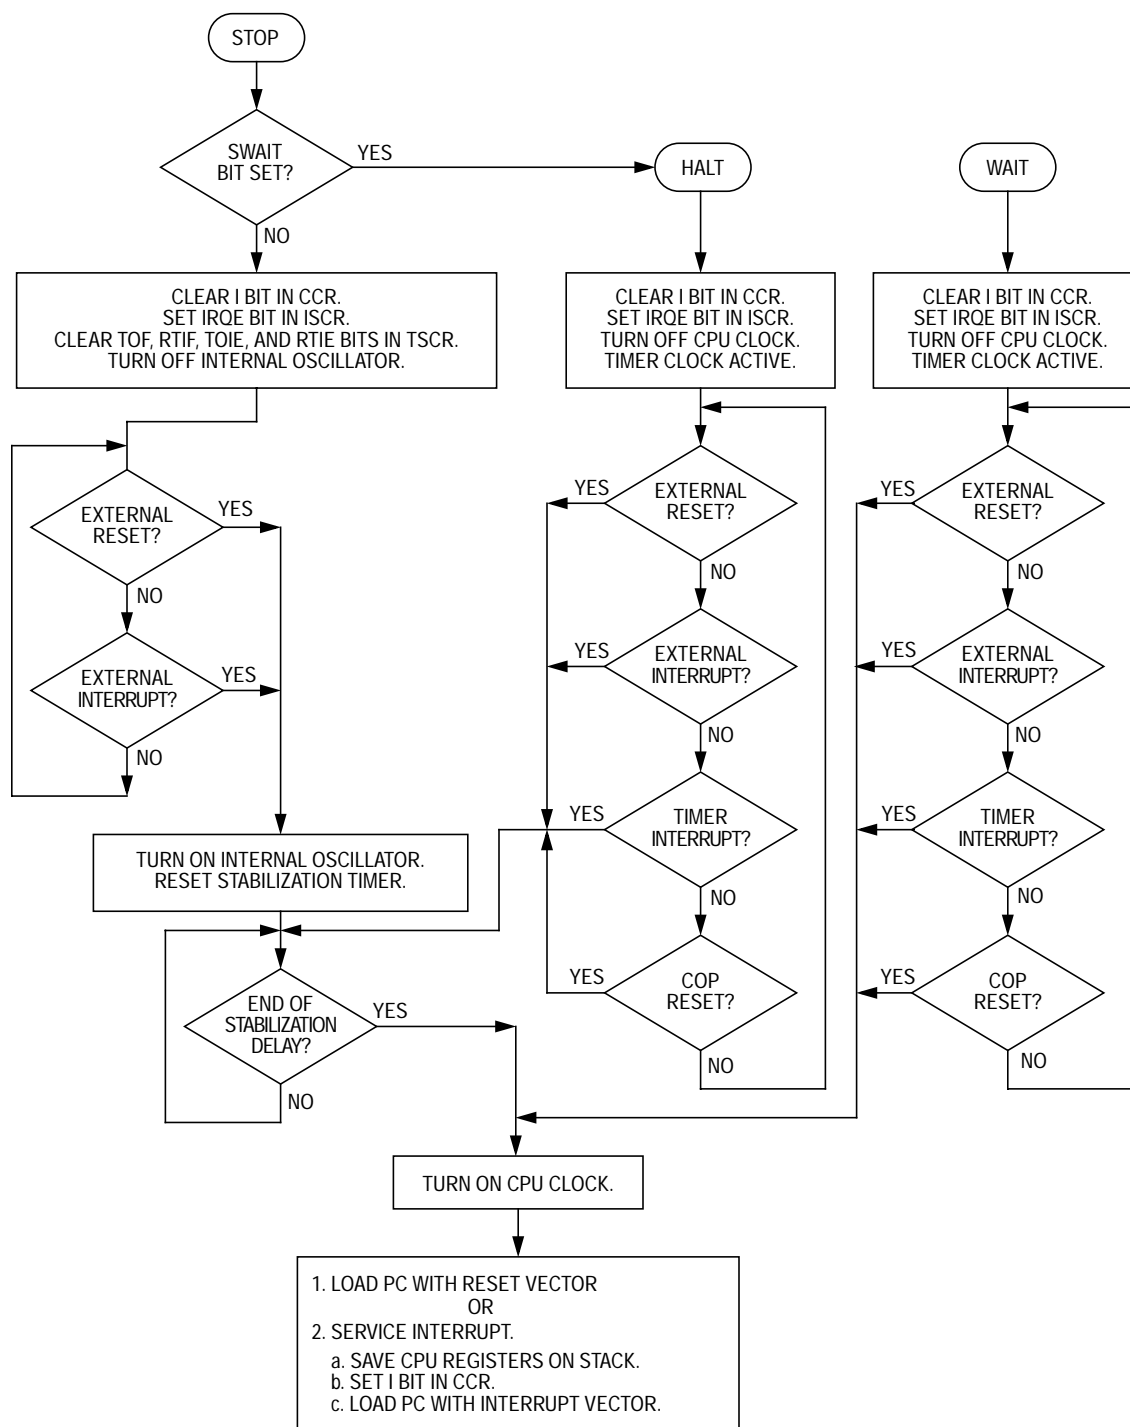 STOP
SWAIT
BIT SET?
YES
NO
HALT
WAIT
CLEAR I BIT IN CCR.
SET IRQE BIT IN ISCR.
CLEAR TOF, RTIF, TOIE, AND RTIE BITS IN TSCR.
TURN OFF INTERNAL OSCILLATOR.
CLEAR I BIT IN CCR.
SET IRQE BIT IN ISCR.
TURN OFF CPU CLOCK.
TIMER CLOCK ACTIVE.
CLEAR I BIT IN CCR.
SET IRQE BIT IN ISCR.
TURN OFF CPU CLOCK.
TIMER CLOCK ACTIVE.
EXTERNAL
RESET?
YES
NO
EXTERNAL
INTERRUPT?
YES
NO
TURN ON INTERNAL OSCILLATOR.
RESET STABILIZATION TIMER.
END OF
STABILIZATION
DELAY?
YES
NO
YES
EXTERNAL
RESET?
NO
YES
EXTERNAL
INTERRUPT?
NO
YES
TIMER
INTERRUPT?
NO
YES
COP
RESET?
NO
YES
EXTERNAL
RESET?
NO
YES
EXTERNAL
INTERRUPT?
NO
YES
TIMER
INTERRUPT?
NO
YES
COP
RESET?
NO
TURN ON CPU CLOCK.
1. LOAD PC WITH RESET VECTOR
OR
2. SERVICE INTERRUPT.
a. SAVE CPU REGISTERS ON STACK.
b. SET I BIT IN CCR.
c. LOAD PC WITH INTERRUPT VECTOR.